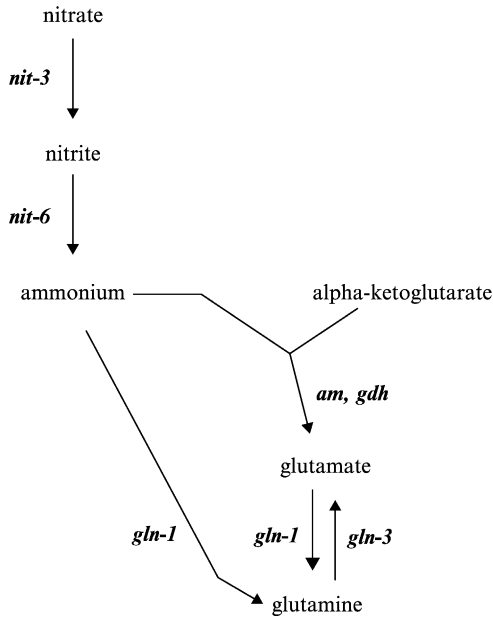 nitrate
nit-3
nitrite
nit-6
ammonium
alpha-ketoglutarate
am, gdh
glutamate
gln-1
gln-1
gln-3
glutamine